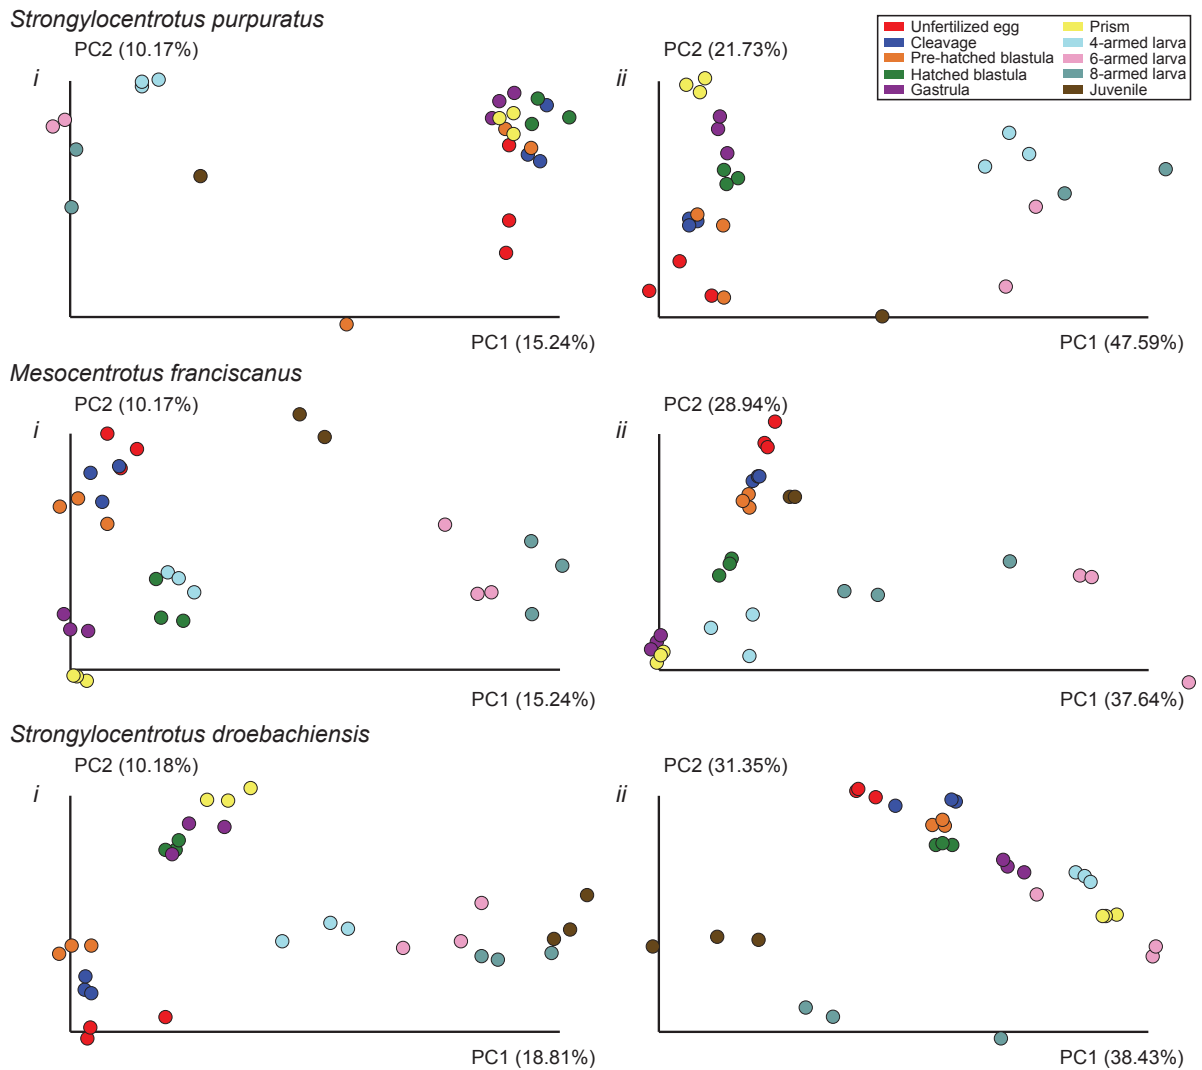 Strongylocentrotus purpuratus
i
PC2 (10.17%)
PC1 (15.24%)
ii
PC2 (21.73%)
PC1 (47.59%)
Unfertilized egg
Cleavage
Pre-hatched blastula
Hatched blastula
Gastrula
Prism
4-armed larva
6-armed larva
8-armed larva
Juvenile
Mesocentrotus franciscanus
i
PC2 (10.17%)
PC1 (15.24%)
ii
PC2 (28.94%)
PC1 (37.64%)
Strongylocentrotus droebachiensis
i
PC2 (10.18%)
PC1 (18.81%)
ii
PC2 (31.35%)
PC1 (38.43%)